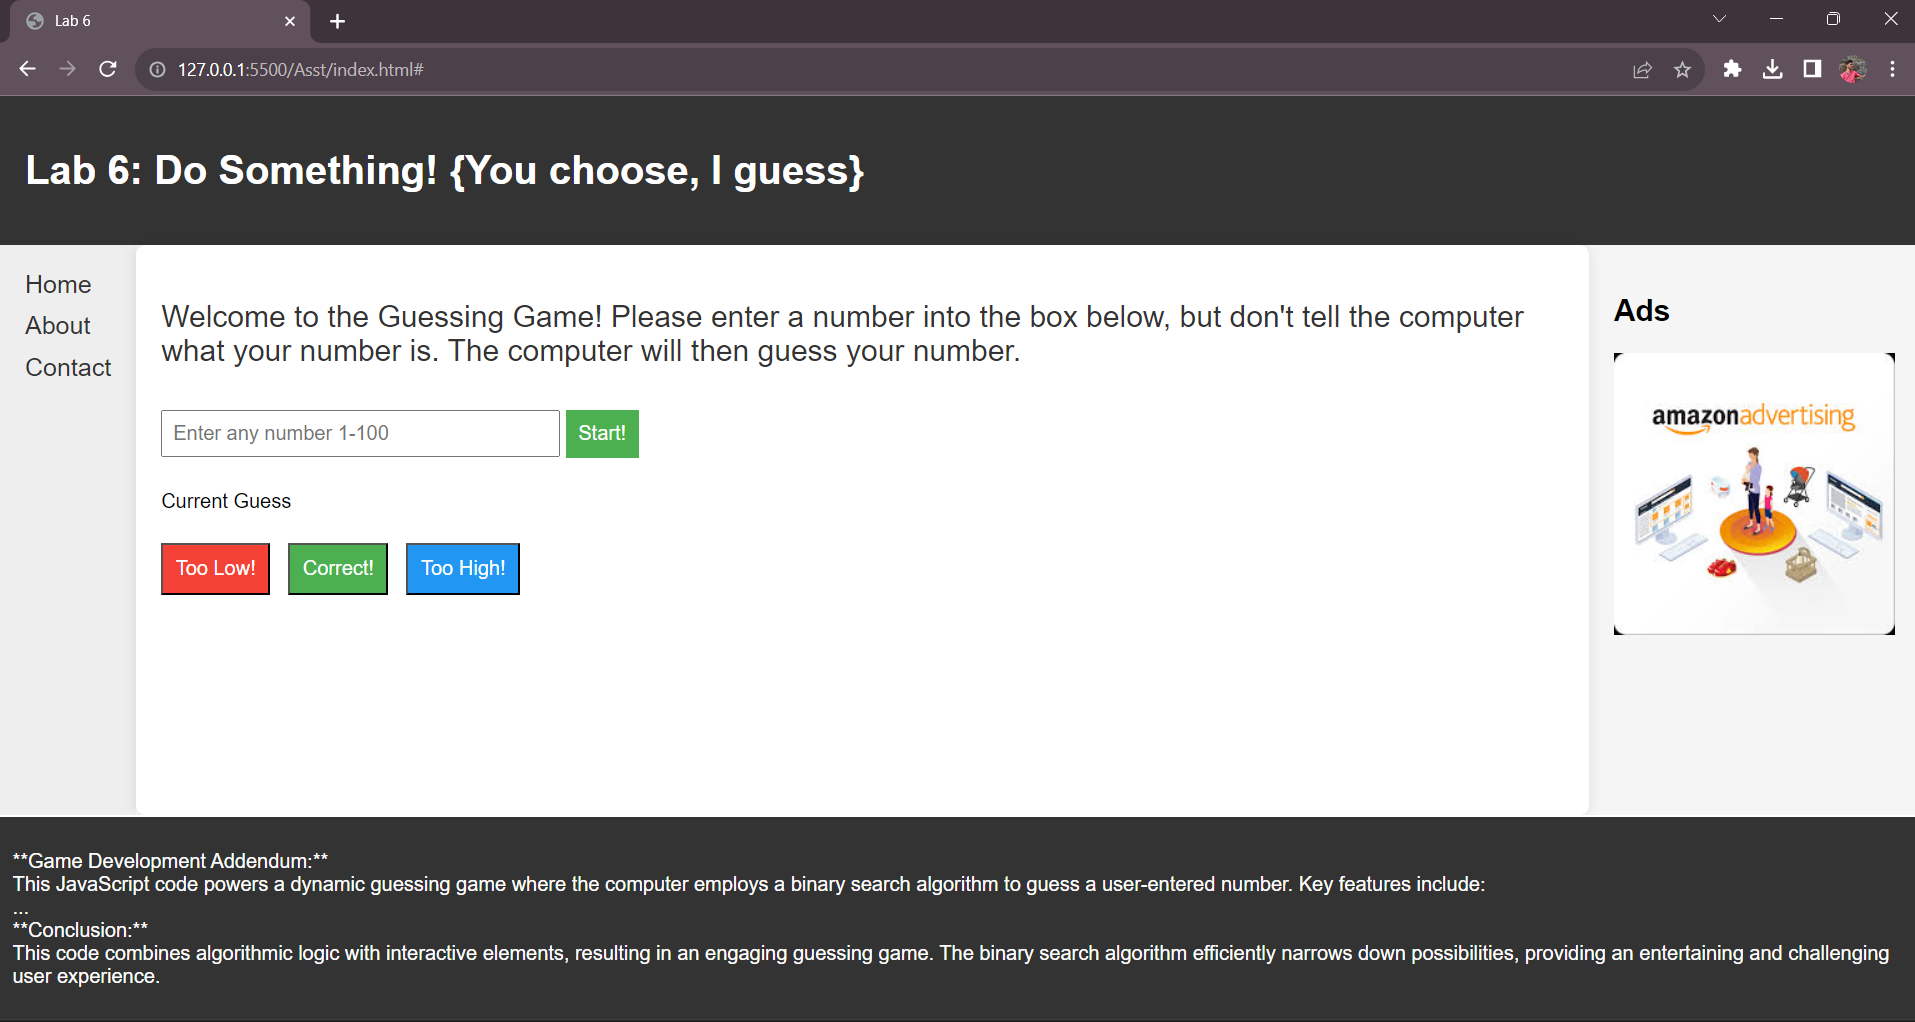 Lab 6
127.0.0.1:5500/Asst/index.html#
Lab 6: Do Something! {You choose, I guess}
Home
About
Contact
Welcome to the Guessing Game! Please enter a number into the box below, but don't tell the computer
what your number is. The computer will then guess your number.
Enter any number 1-100
Start!
Current Guess
Too Low!
Correct!
Too High!
Ads
amazonadvertising
**Game Development Addendum:**
This JavaScript code powers a dynamic guessing game where the computer employs a binary search algorithm to guess a user-entered number. Key features include:
...
**Conclusion:**
This code combines algorithmic logic with interactive elements, resulting in an engaging guessing game. The binary search algorithm efficiently narrows down possibilities, providing an entertaining and challenging
user experience.